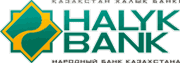 ҚАЗАҚСТАН ХАЛЫҚ БАНКІ
HALYK
BANK
НАРОДНЫЙ БАНК КАЗАХСТАНА